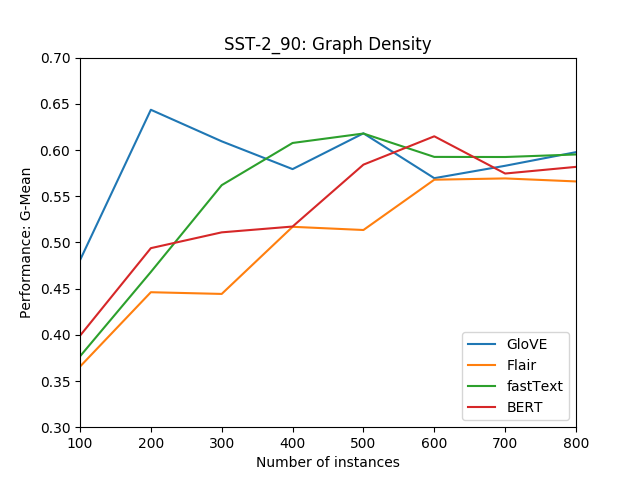 SST-2_90: Graph Density
Performance: G-Mean
0.70
0.65
0.60
0.55
0.50
0.45
0.40
0.35
0.30
GloVE
Flair
fastText
BERT
100 200 300 400 500 600 700 800
Number of instances